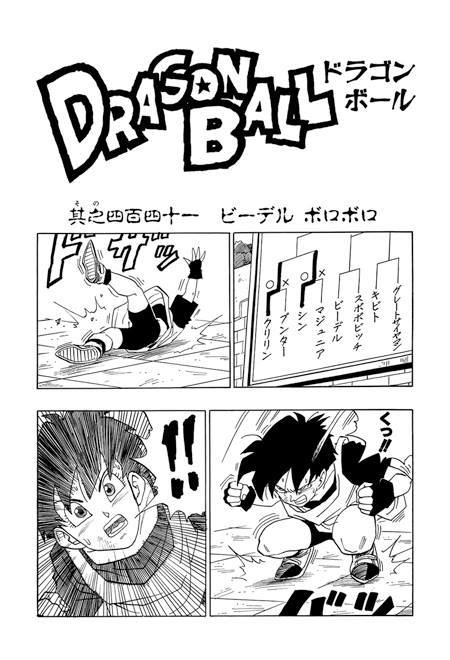 DRAGON
BALL
ドラゴン
ボール
其之四百四十一 ビーデル ボロボロ
その
グレートサイヤマン
キビト
スポポビッチ
ビーデル
マジュニア
シン
プンター
クリリン
×
×
ドザッ
くっ!!
バッ
!!